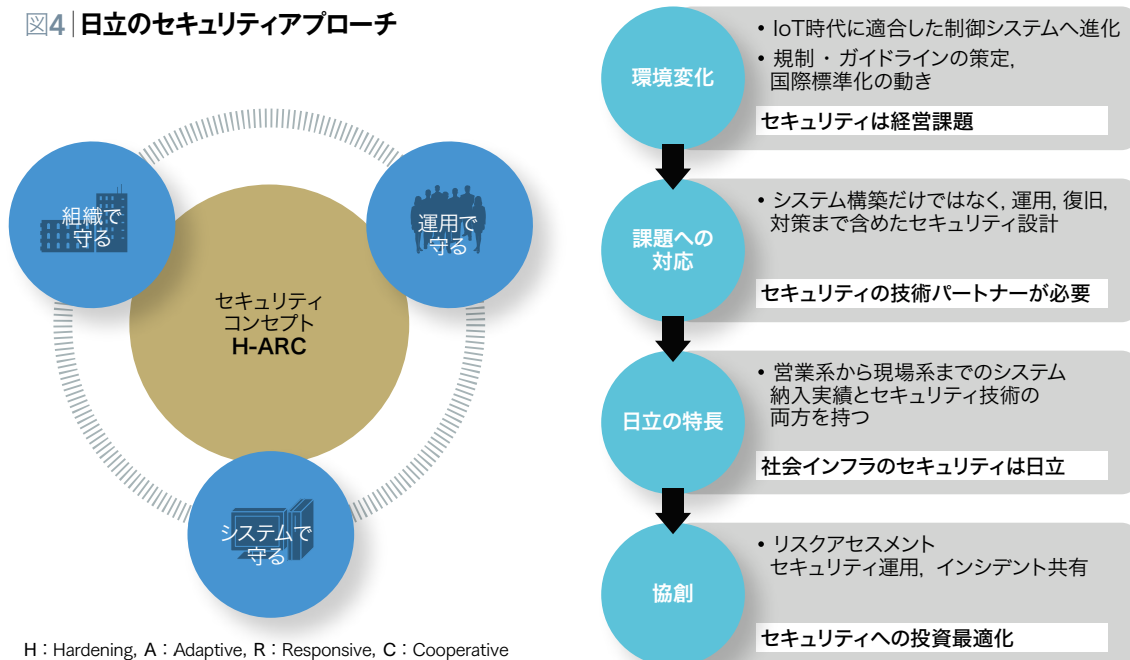 図4|日立のセキュリティアプローチ
組織で
守る
運用で
守る
セキュリティ
コンセプト
H-ARC
システムで
守る
H：Hardening, A：Adaptive, R：Responsive, C：Cooperative
環境変化
• IoT時代に適合した制御システムへ進化
• 規制・ガイドラインの策定,
国際標準化の動き
セキュリティは経営課題
課題への
対応
• システム構築だけではなく, 運用, 復旧,
対策まで含めたセキュリティ設計
セキュリティの技術パートナーが必要
日立の特長
• 営業系から現場系までのシステム
納入実績とセキュリティ技術の
両方を持つ
社会インフラのセキュリティは日立
協創
• リスクアセスメント
セキュリティ運用, インシデント共有
セキュリティへの投資最適化